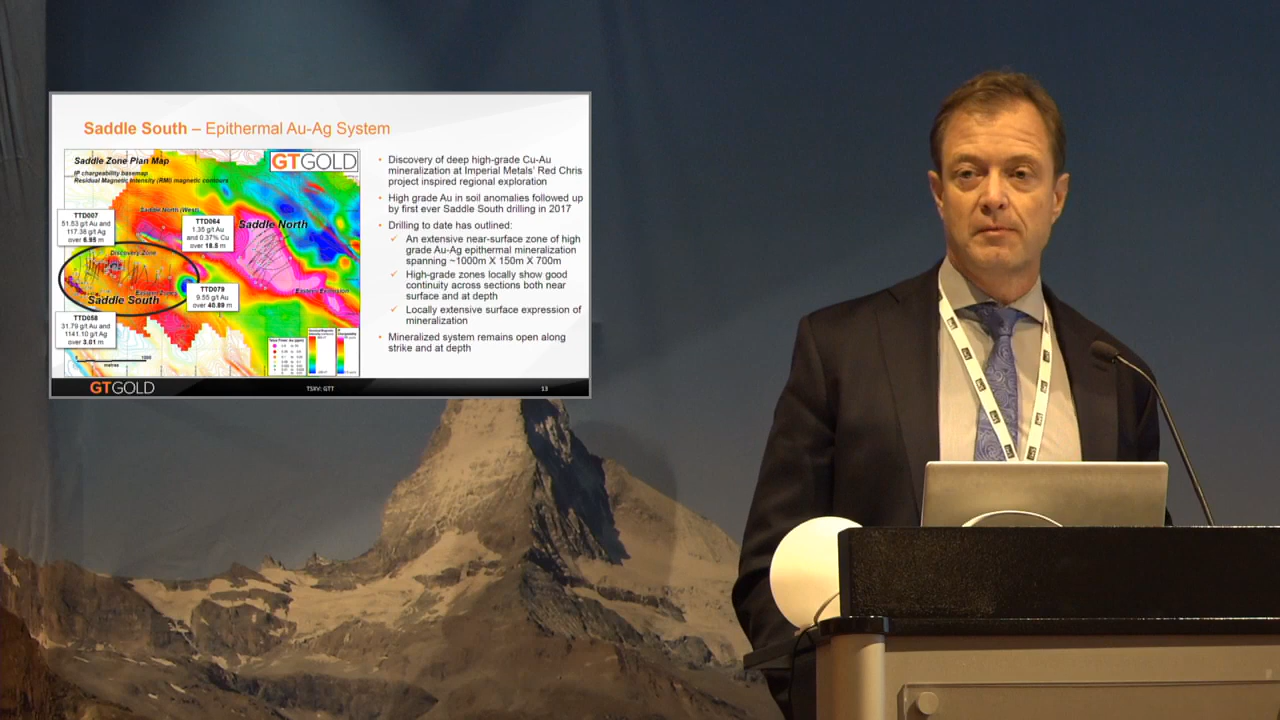 Saddle South – Epithermal Au-Ag System
Saddle Zone Plan Map
IP chargeability basemap
Residual Magnetic Intensity (RMI) magnetic contours
GTGOLD
Saddle North (West)
TTD007
51.53 g/t Au and
117.38 g/t Ag
over 6.95 m
TTD064
1.35 g/t Au
and 0.37% Cu
over 18.5 m
Saddle North
Discovery Zone
Saddle South
TTD079
9.55 g/t Au
over 40.89 m
TTD058
31.79 g/t Au and
1141.10 g/t Ag
over 3.01 m
1000
metres
• Discovery of deep high-grade Cu-Au
mineralization at Imperial Metals' Red Chris
project inspired regional exploration
• High grade Au in soil anomalies followed up
by first ever Saddle South drilling in 2017
• Drilling to date has outlined:
✓ An extensive near-surface zone of high
grade Au-Ag epithermal mineralization
spanning ~1000m X 150m X 700m
✓ High-grade zones locally show good
continuity across sections both near
surface and at depth
✓ Locally extensive surface expression of
mineralization
• Mineralized system remains open along
strike and at depth
GTGOLD
TSXV: GTT
13